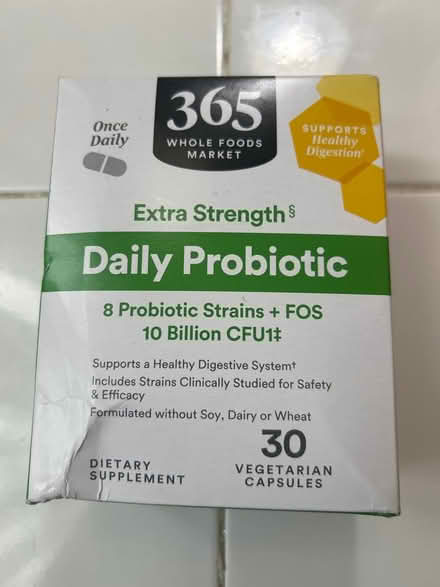 365
WHOLE FOODS
MARKET
Once
Daily
SUPPORTS
Healthy
Digestion†
Extra Strength§
Daily Probiotic
8 Probiotic Strains + FOS
10 Billion CFU1‡
Supports a Healthy Digestive System†
Includes Strains Clinically Studied for Safety
& Efficacy
Formulated without Soy, Dairy or Wheat
DIETARY
SUPPLEMENT
30
VEGETARIAN
CAPSULES